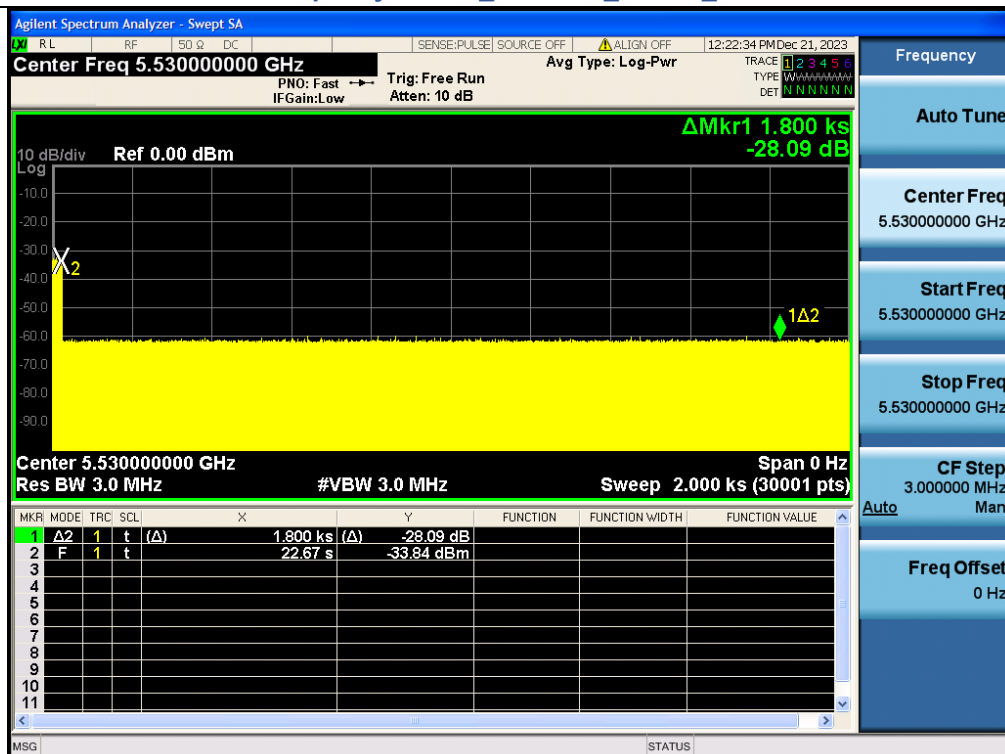 Agilent Spectrum Analyzer - Swept SA
LXI RL RF 50 Ω DC SENSE:PULSE SOURCE OFF ALIGN OFF 12:22:34 PM Dec 21, 2023
Center Freq 5.530000000 GHz
PNO: Fast
IFGain:Low
Trig: Free Run
Atten: 10 dB
Avg Type: Log-Pwr
TRACE 1 2 3 4 5 6
TYPE WWWWWW
DET N N N N N N
ΔMkr1 1.800 ks
-28.09 dB
10 dB/div Ref 0.00 dBm
Log
-10.0
-20.0
-30.0
-40.0
-50.0
-60.0
-70.0
-80.0
-90.0
X2
1Δ2
Center 5.530000000 GHz Span 0 Hz
Res BW 3.0 MHz #VBW 3.0 MHz Sweep 2.000 ks (30001 pts)
MKR MODE TRC SCL X Y FUNCTION FUNCTION WIDTH FUNCTION VALUE
1 Δ2 1 t (Δ) 1.800 ks (Δ) -28.09 dB
2 F 1 t 22.67 s -33.84 dBm
3
4
5
6
7
8
9
10
11
MSG STATUS
Frequency
Auto Tune
Center Freq
5.530000000 GHz
Start Freq
5.530000000 GHz
Stop Freq
5.530000000 GHz
CF Step
3.000000 MHz
Auto Man
Freq Offset
0 Hz